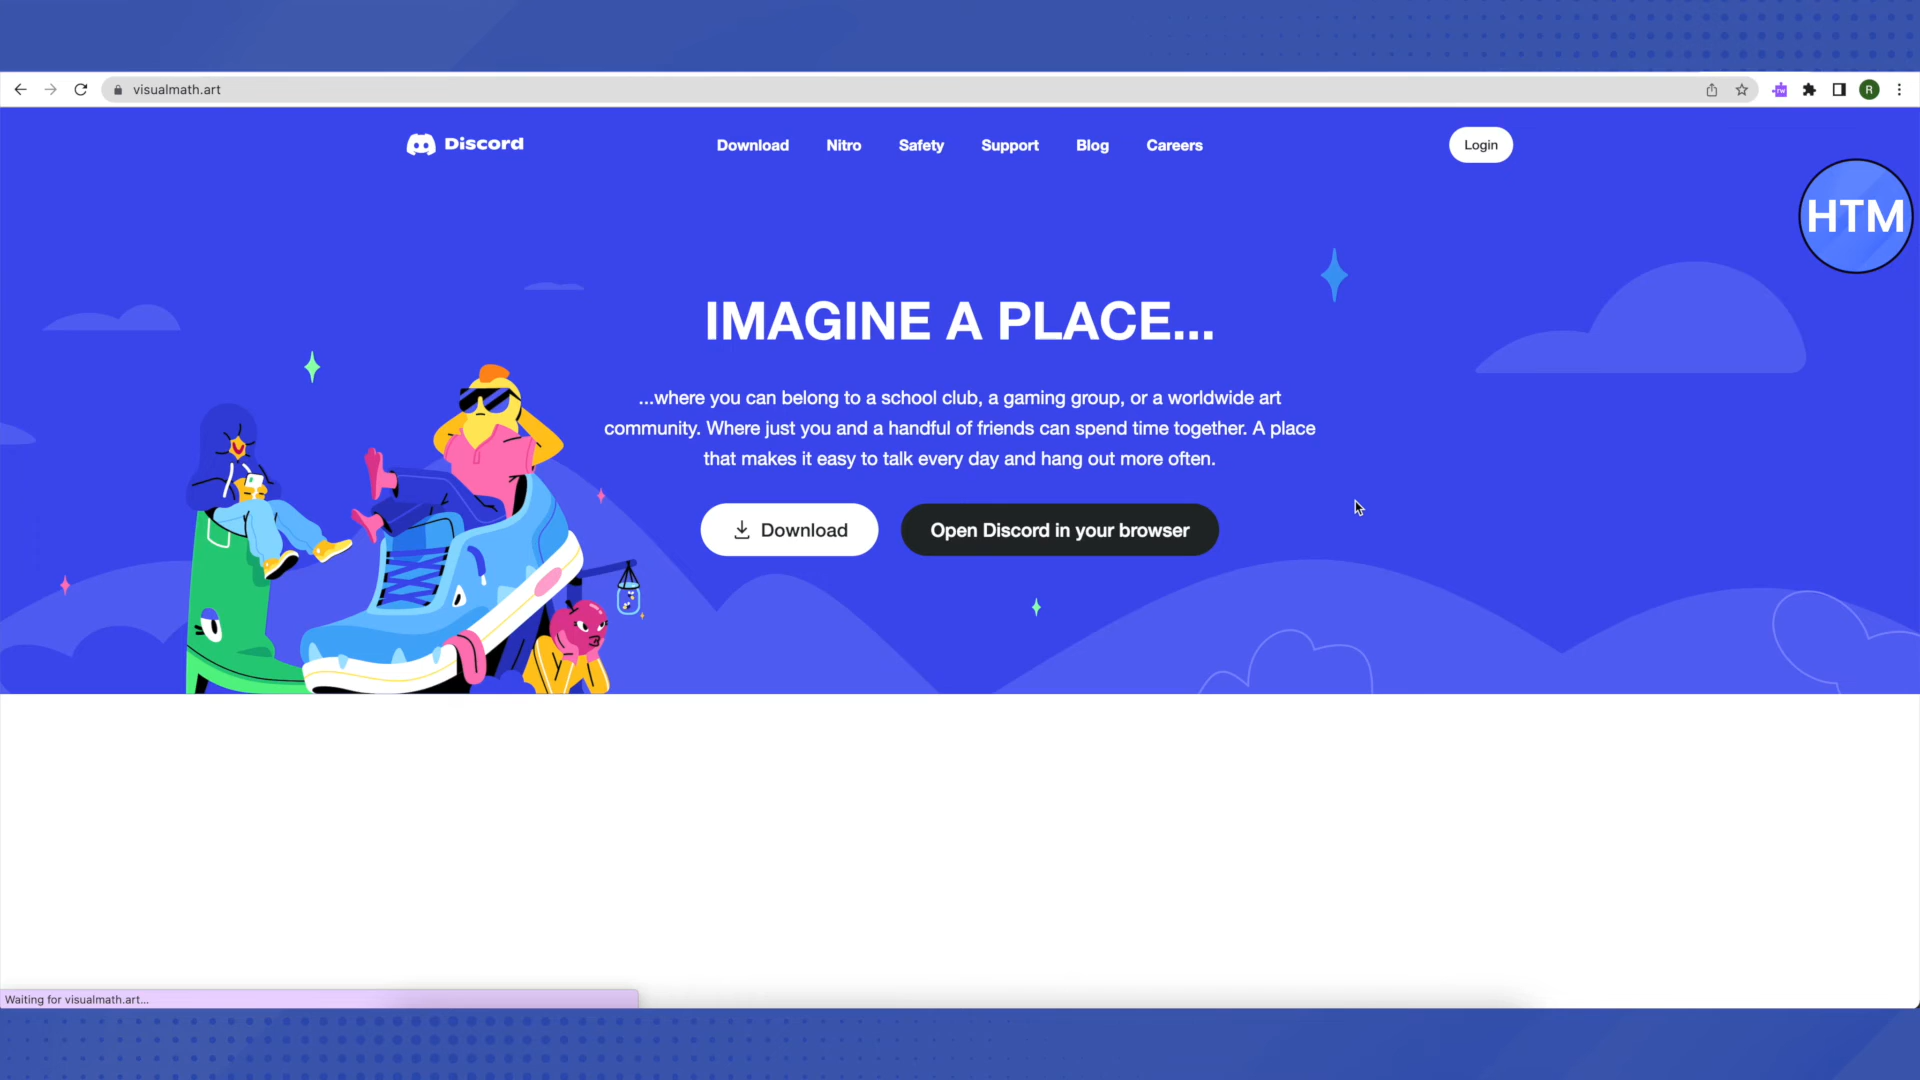 visualmath.art
R
Discord
Download Nitro Safety Support Blog Careers
Login
HTM
IMAGINE A PLACE...
...where you can belong to a school club, a gaming group, or a worldwide art
community. Where just you and a handful of friends can spend time together. A place
that makes it easy to talk every day and hang out more often.
Download
Open Discord in your browser
Waiting for visualmath.art...